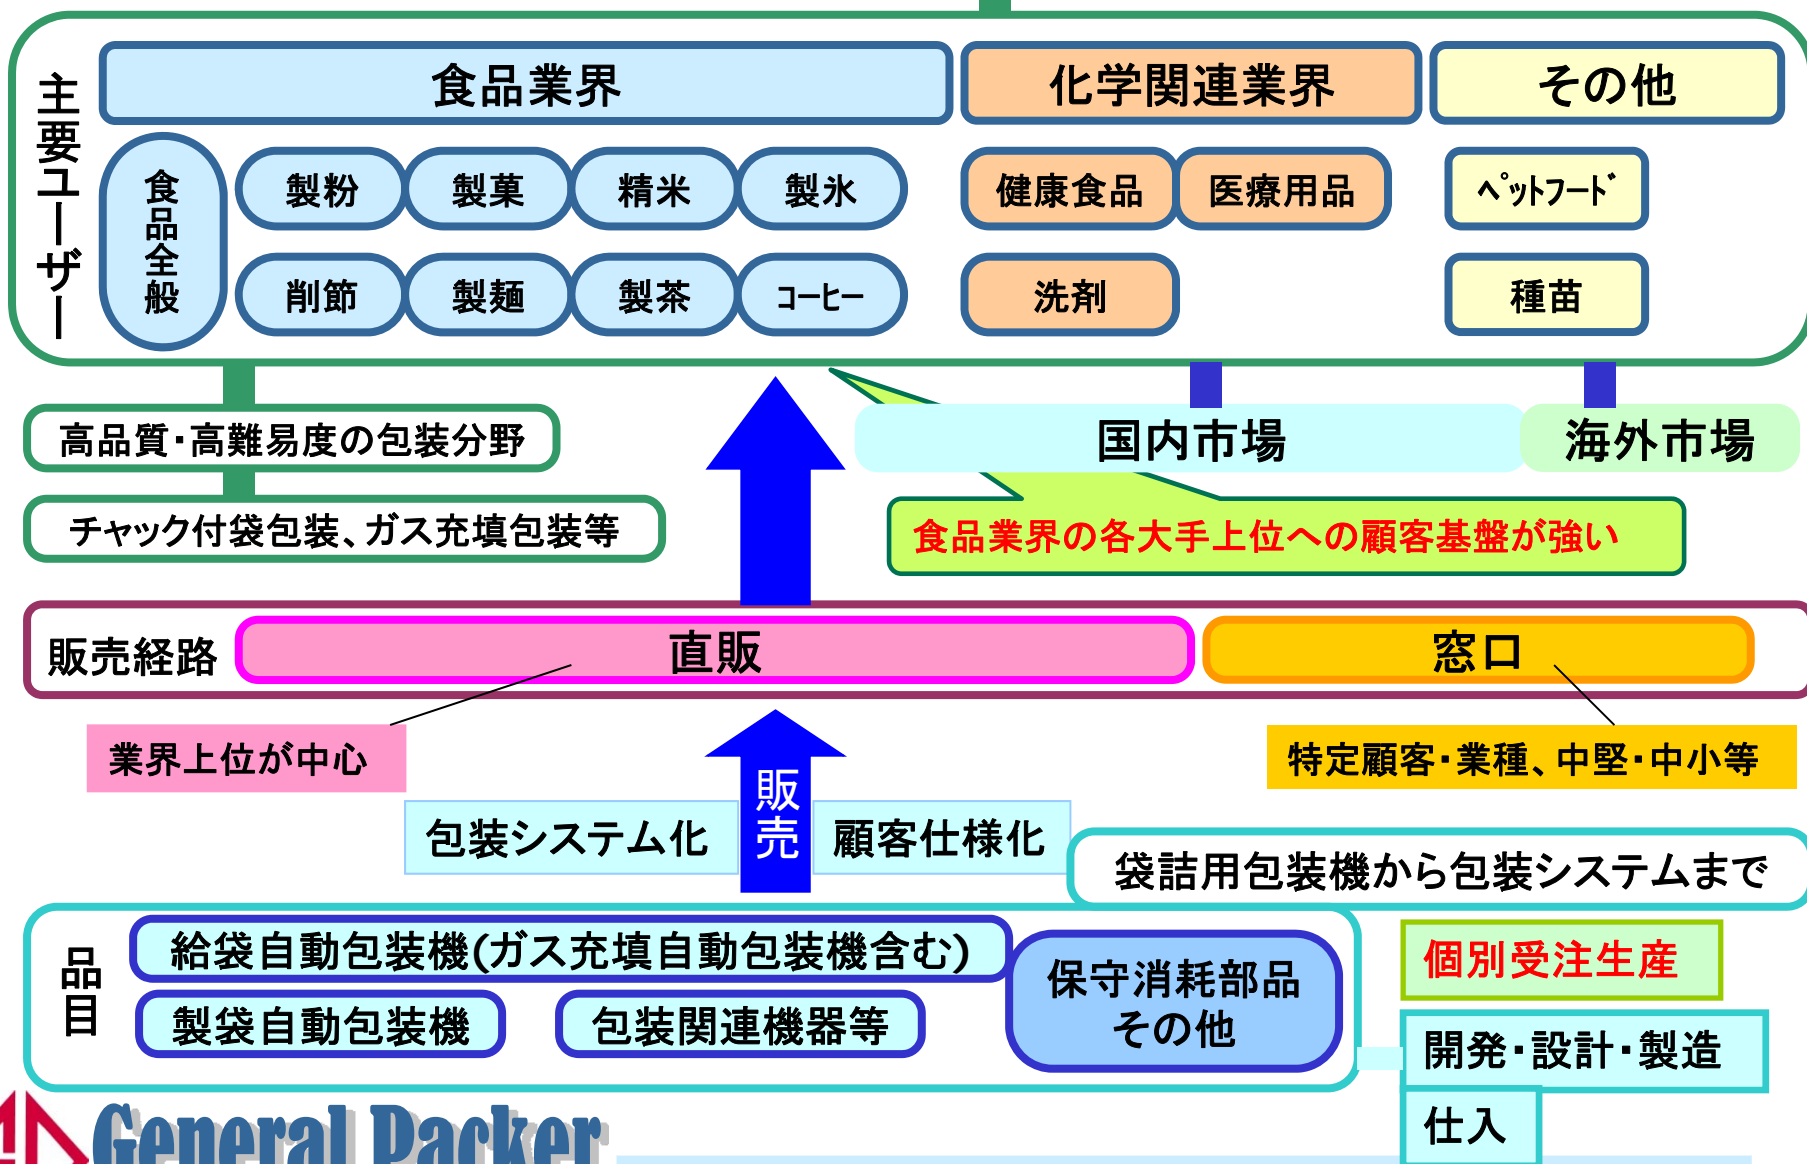 主要ユーザー
食品業界
化学関連業界
その他
食品全般
製粉
製菓
精米
製氷
健康食品
医療用品
ﾍﾟｯﾄﾌｰﾄﾞ
削節
製麺
製茶
ｺｰﾋｰ
洗剤
種苗
高品質・高難易度の包装分野
国内市場
海外市場
チャック付袋包装、ガス充填包装等
食品業界の各大手上位への顧客基盤が強い
販売経路
直販
窓口
業界上位が中心
特定顧客・業種、中堅・中小等
販売
包装システム化
顧客仕様化
袋詰用包装機から包装システムまで
品目
給袋自動包装機(ガス充填自動包装機含む)
製袋自動包装機
包装関連機器等
保守消耗部品
その他
個別受注生産
開発・設計・製造
仕入
General Packer